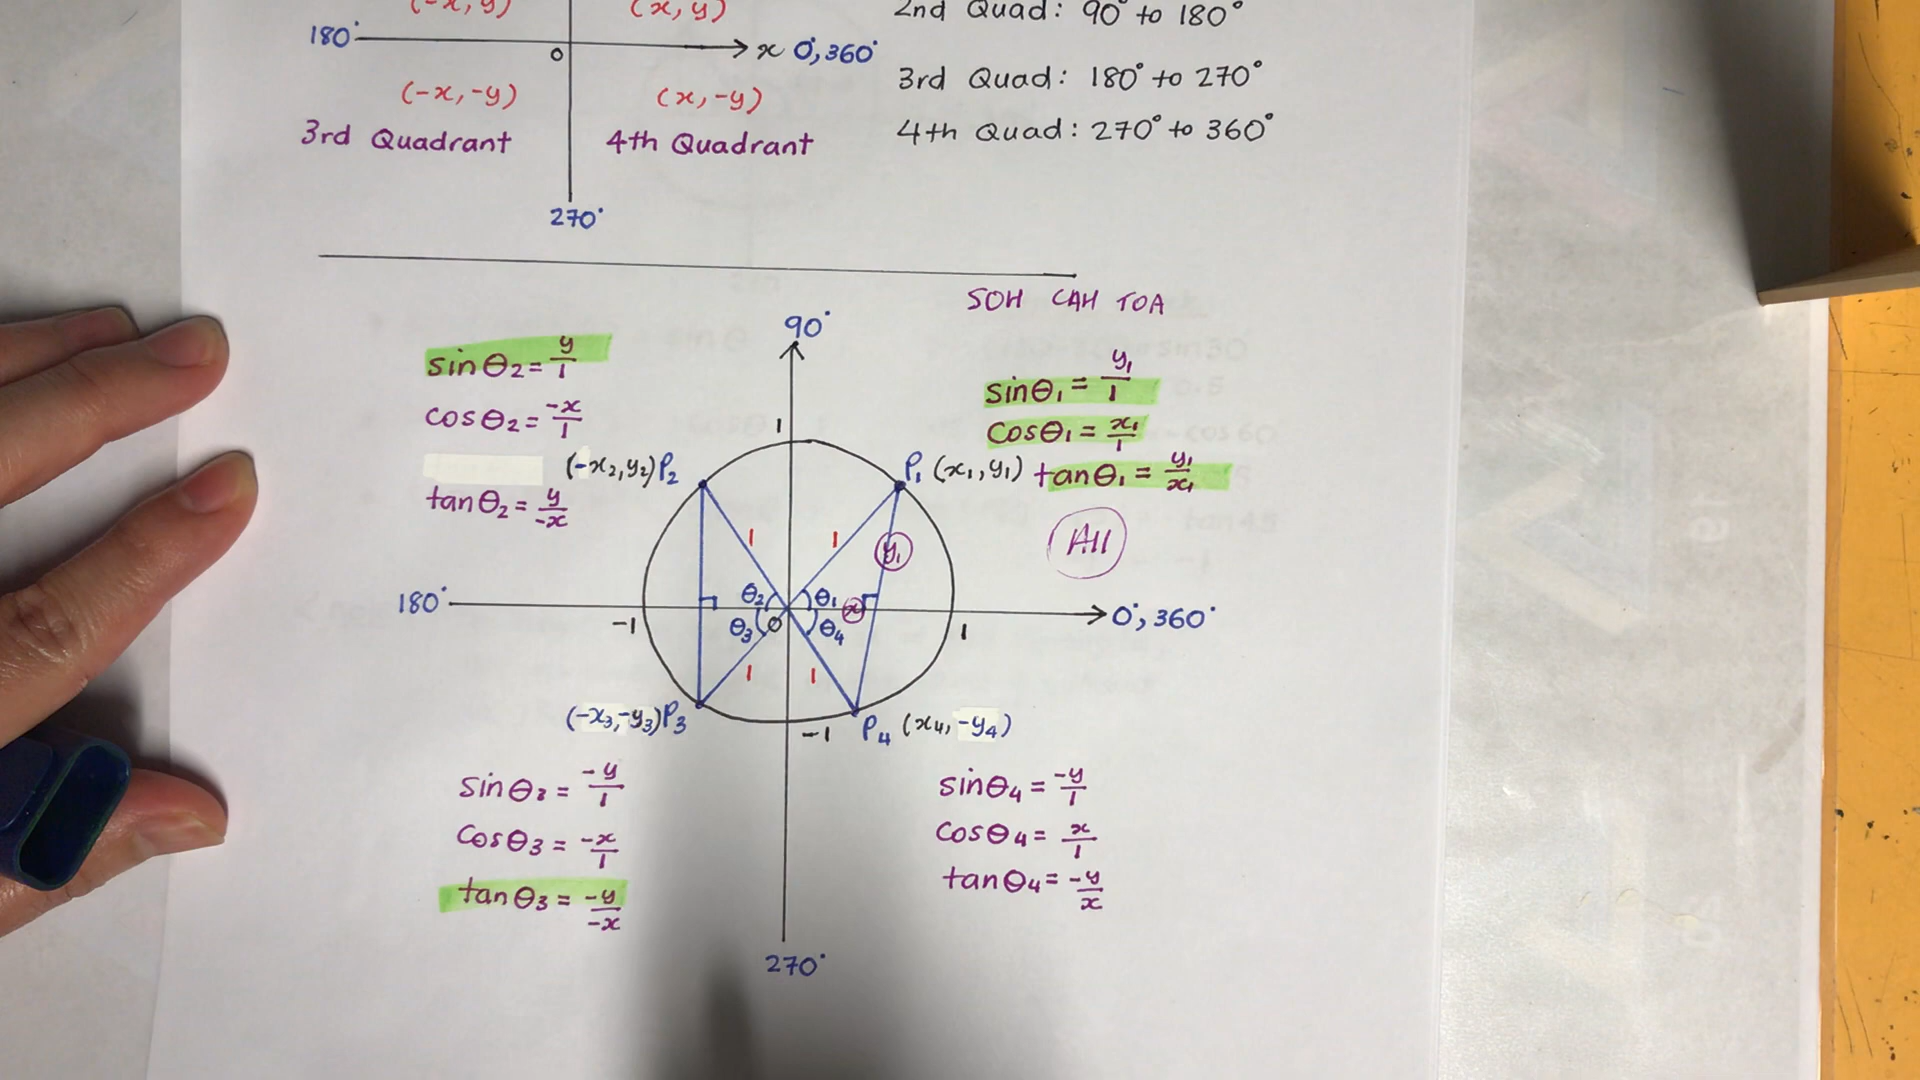 (-x, y) (x, y) 2nd Quad: 90° to 180°
180° 0 x 0°, 360°
3rd Quad: 180° to 270°
(-x, -y) (x, -y)
4th Quad: 270° to 360°
3rd Quadrant 4th Quadrant
270°
SOH CAH TOA
90°
sinθ2 = y/1
sinθ1 = y1/1
cosθ2 = -x/1
1
cosθ1 = x1/1
(-x2, y2) P2
P1 (x1, y1) tanθ1 = y1/x1
tanθ2 = y/-x
1 1 y1
All
180° θ2 θ1 x 0°, 360°
-1 θ3 0 θ4 1
1 1
(-x3, -y3) P3
-1 P4 (x4, -y4)
sinθ3 = -y/1
sinθ4 = -y/1
cosθ3 = -x/1
cosθ4 = x/1
tanθ3 = -y/-x
tanθ4 = -y/x
270°